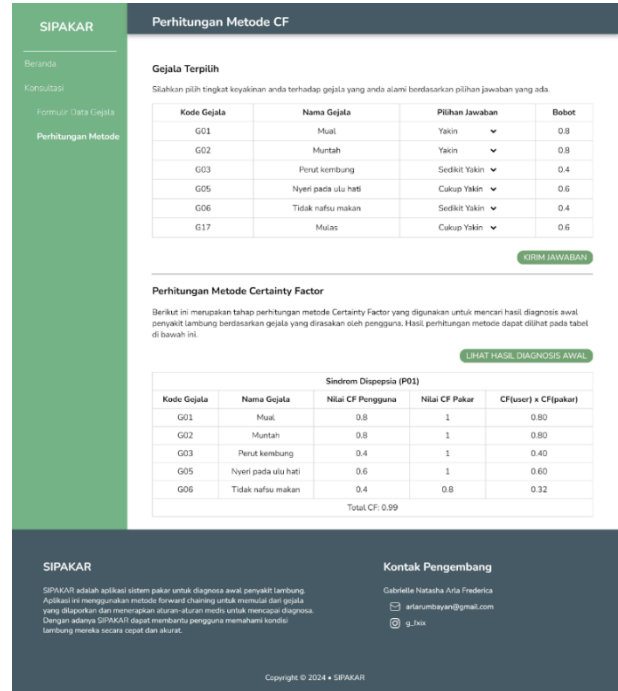 SIPAKAR
Perhitungan Metode CF
Beranda
Konsultasi
Formulir Data Gejala
Perhitungan Metode
Gejala Terpilih
Silahkan pilih tingkat keyakinan anda terhadap gejala yang anda alami berdasarkan pilihan jawaban yang ada.
Kode Gejala Nama Gejala Pilihan Jawaban Bobot
G01 Mual Yakin 0.8
G02 Muntah Yakin 0.8
G03 Perut kembung Sedikit Yakin 0.4
G05 Nyeri pada ulu hati Cukup Yakin 0.6
G06 Tidak nafsu makan Sedikit Yakin 0.4
G17 Mulas Cukup Yakin 0.6
KIRIM JAWABAN
Perhitungan Metode Certainty Factor
Berikut ini merupakan tahap perhitungan metode Certainty Factor yang digunakan untuk mencari hasil diagnosis awal
penyakit lambung berdasarkan gejala yang dirasakan oleh pengguna. Hasil perhitungan metode dapat dilihat pada tabel
di bawah ini.
LIHAT HASIL DIAGNOSIS AWAL
Sindrom Dispepsia (P01)
Kode Gejala Nama Gejala Nilai CF Pengguna Nilai CF Pakar CF(user) x CF(pakar)
G01 Mual 0.8 1 0.80
G02 Muntah 0.8 1 0.80
G03 Perut kembung 0.4 1 0.40
G05 Nyeri pada ulu hati 0.6 1 0.60
G06 Tidak nafsu makan 0.4 0.8 0.32
Total CF: 0.99
SIPAKAR
SIPAKAR adalah aplikasi sistem pakar untuk diagnosa awal penyakit lambung.
Aplikasi ini menggunakan metode forward chaining untuk memulai dari gejala
yang dilaporkan dan menerapkan aturan-aturan medis untuk mencapai diagnosa.
Dengan adanya SIPAKAR dapat membantu pengguna memahami kondisi
lambung mereka secara cepat dan akurat.
Kontak Pengembang
Gabrielle Natasha Arla Frederica
arlarumbayan@gmail.com
g_fxix
Copyright © 2024 • SIPAKAR